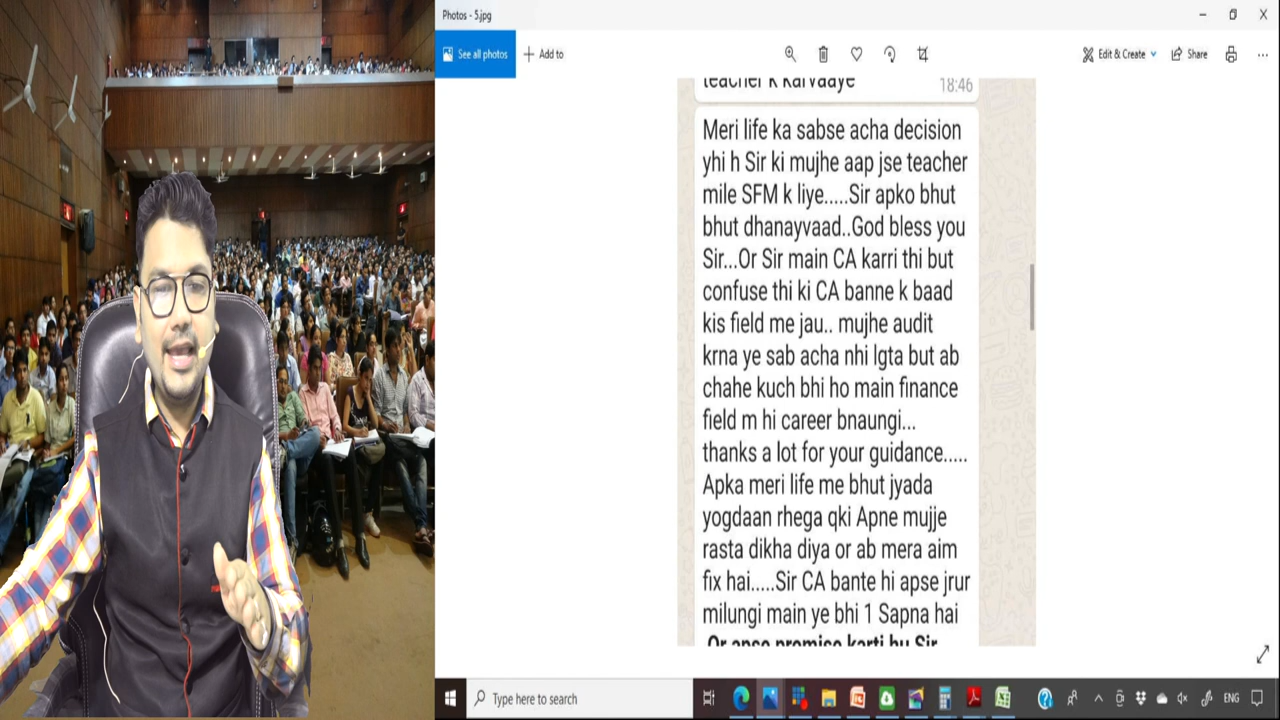 Photos - 5.jpg
See all photos
Add to
Edit & Create
Share
teacher k karvaaye
18:46
Meri life ka sabse acha decision
yhi h Sir ki mujhe aap jse teacher
mile SFM k liye.....Sir apko bhut
bhut dhanayvaad..God bless you
Sir...Or Sir main CA karri thi but
confuse thi ki CA banne k baad
kis field me jau.. mujhe audit
krna ye sab acha nhi lgta but ab
chahe kuch bhi ho main finance
field m hi career bnaungi...
thanks a lot for your guidance.....
Apka meri life me bhut jyada
yogdaan rhega qki Apne mujje
rasta dikha diya or ab mera aim
fix hai.....Sir CA bante hi apse jrur
milungi main ye bhi 1 Sapna hai
Or apse promise karti hu Sir
Type here to search
ENG